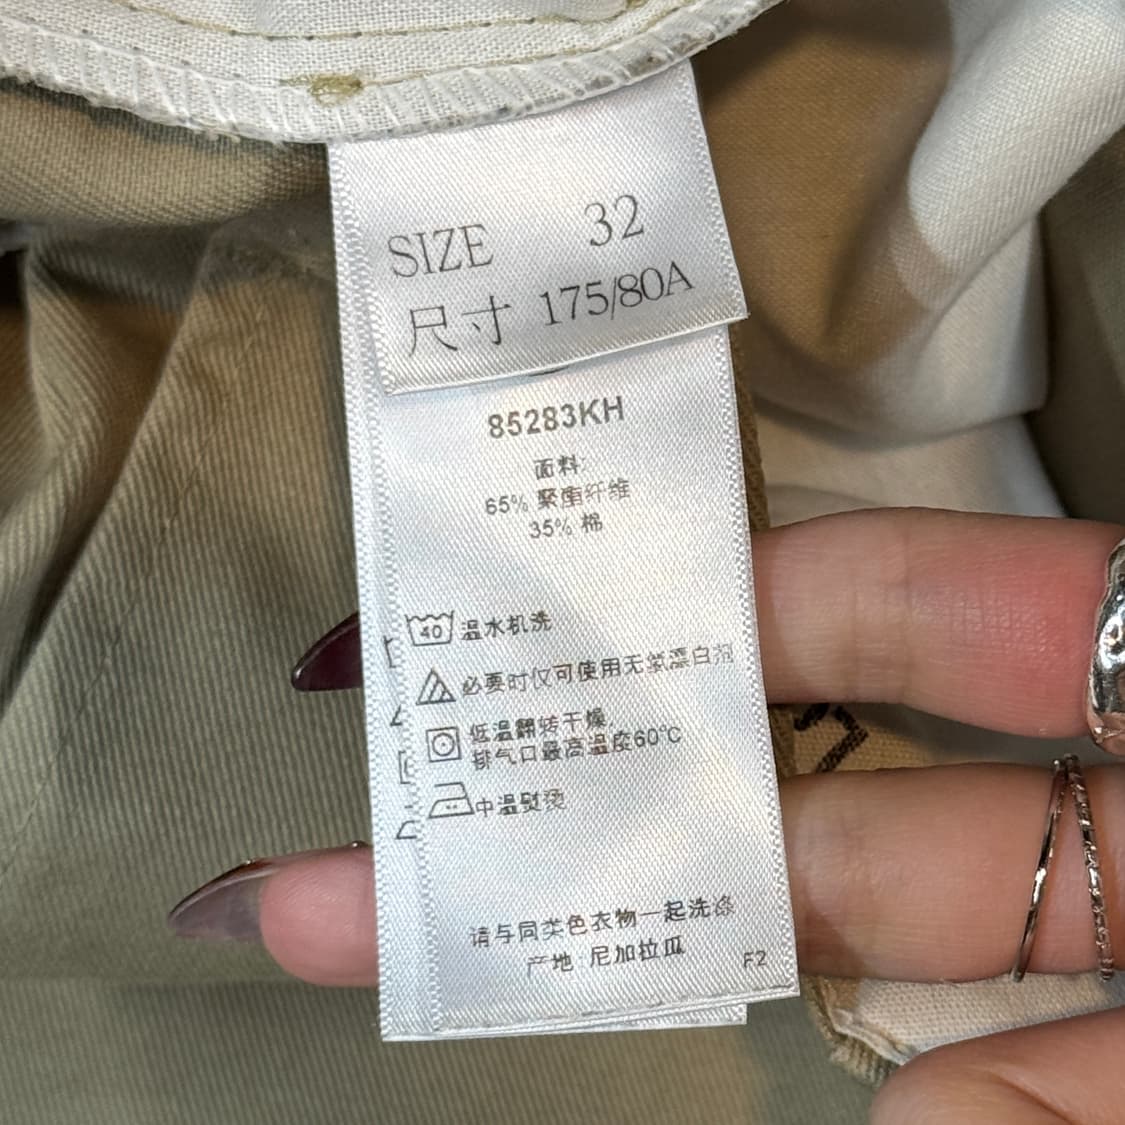 SIZE 32
尺寸 175/80A
85283KH
面料:
65% 聚酯纤维
35% 棉
40 温水机洗
必要时仅可使用无氯漂白剂
低温翻转干燥,
排气口最高温度60℃
中温熨烫
请与同类色衣物一起洗涤
产地:尼加拉瓜
F2